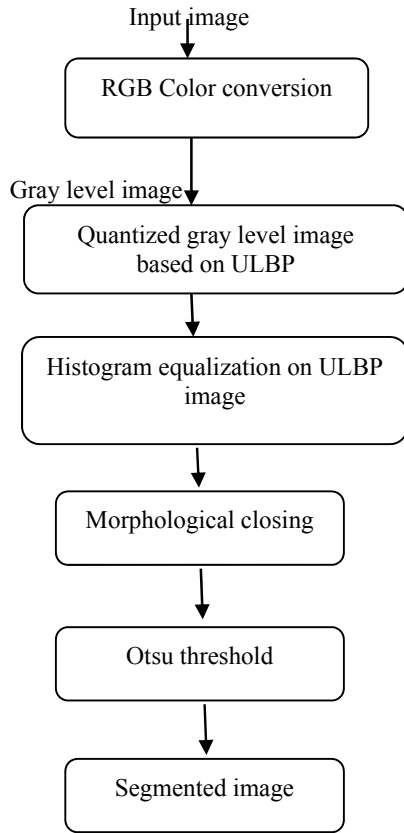 Input image
RGB Color conversion
Gray level image
Quantized gray level image
based on ULBP
Histogram equalization on ULBP
image
Morphological closing
Otsu threshold
Segmented image